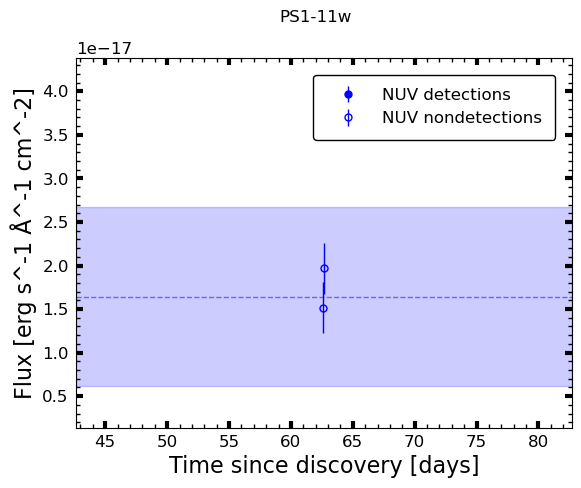 PS1-11w
1e−17
4.0
3.5
3.0
2.5
2.0
1.5
1.0
0.5
Flux [erg s^-1 Å^-1 cm^-2]
NUV detections
NUV nondetections
45 50 55 60 65 70 75 80
Time since discovery [days]